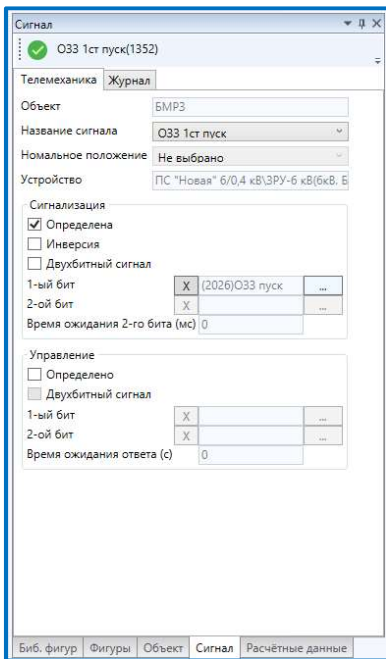 Сигнал
ОЗЗ 1ст пуск(1352)
Телемеханика Журнал
Объект БМРЗ
Название сигнала ОЗЗ 1ст пуск
Номальное положение Не выбрано
Устройство ПС "Новая" 6/0,4 кВ\ЗРУ-6 кВ(6кВ. Б
Сигнализация
Определена
Инверсия
Двухбитный сигнал
1-ый бит X (2026)ОЗЗ пуск ...
2-ой бит X ...
Время ожидания 2-го бита (мс) 0
Управление
Определено
Двухбитный сигнал
1-ый бит X ...
2-ой бит X ...
Время ожидания ответа (с) 0
Биб. фигур Фигуры Объект Сигнал Расчётные данные